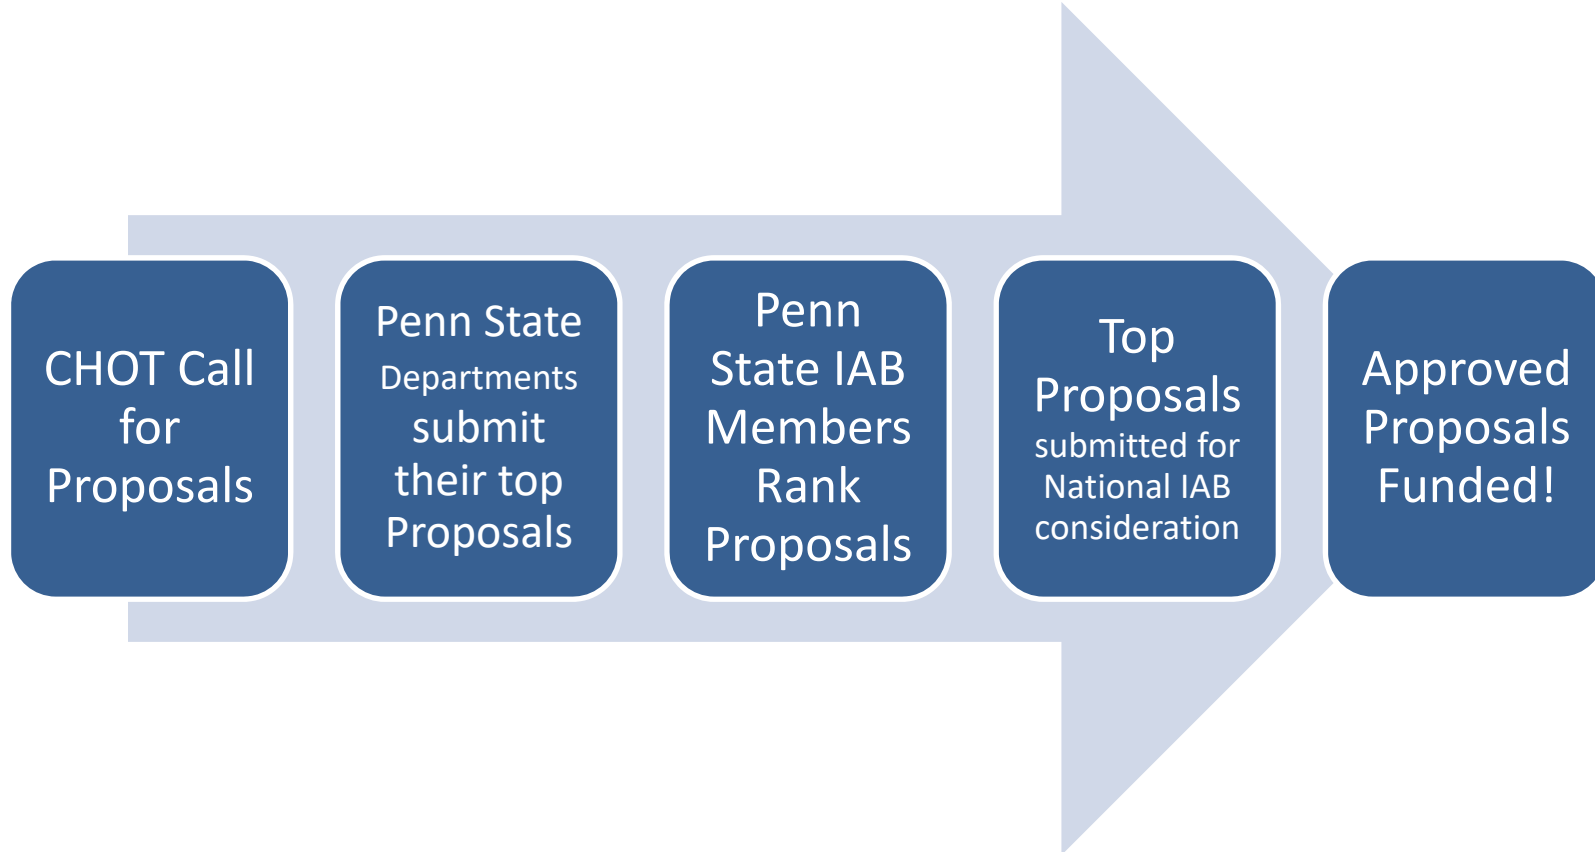 CHOT Call
for
Proposals
Penn State
Departments
submit
their top
Proposals
Penn
State IAB
Members
Rank
Proposals
Top
Proposals
submitted for
National IAB
consideration
Approved
Proposals
Funded!